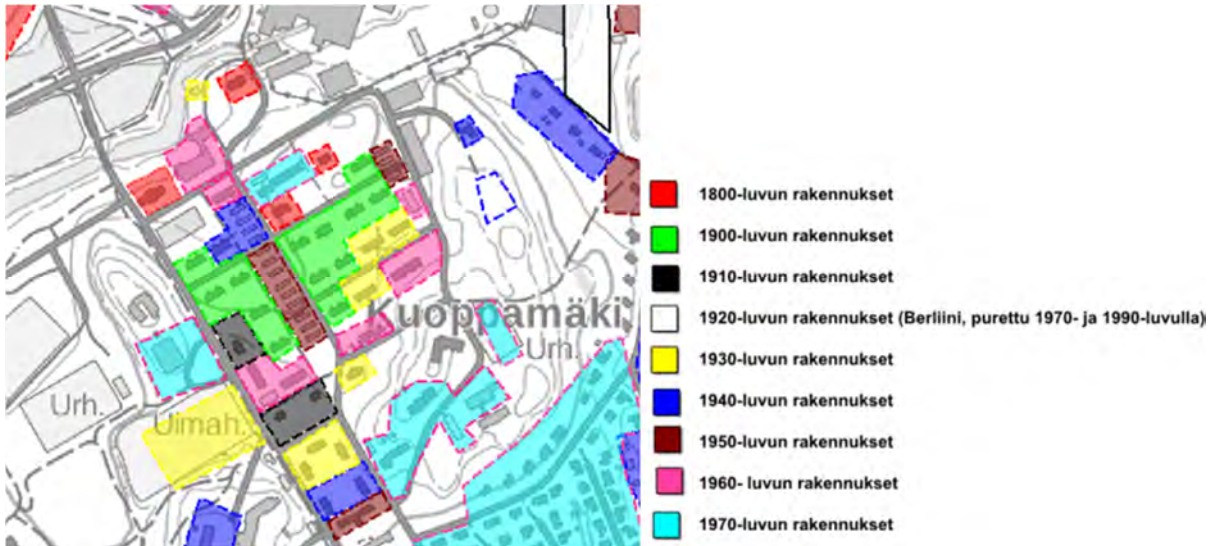 Kuoppamäki
Urh.
Urh.
Uimah.
1800-luvun rakennukset
1900-luvun rakennukset
1910-luvun rakennukset
1920-luvun rakennukset (Berliini, purettu 1970- ja 1990-luvulla)
1930-luvun rakennukset
1940-luvun rakennukset
1950-luvun rakennukset
1960- luvun rakennukset
1970-luvun rakennukset